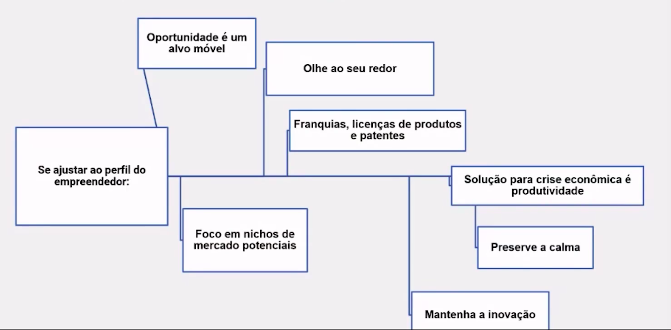 Oportunidade é um
alvo móvel
Olhe ao seu redor
Franquias, licenças de produtos
e patentes
Se ajustar ao perfil do
empreendedor:
Solução para crise econômica é
produtividade
Foco em nichos de
mercado potenciais
Preserve a calma
Mantenha a inovação